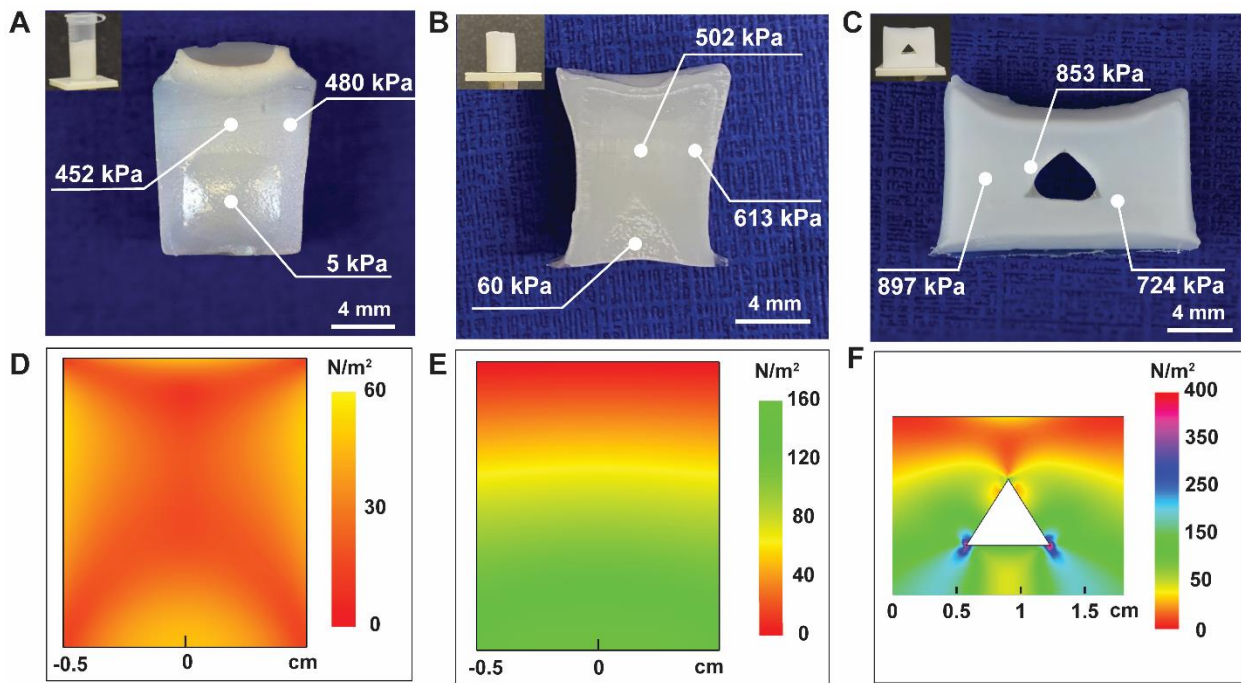 A
480 kPa
452 kPa
5 kPa
4 mm
B
502 kPa
613 kPa
60 kPa
4 mm
C
853 kPa
897 kPa
724 kPa
4 mm
D
N/m²
60
30
0
-0.5
0
cm
E
N/m²
160
120
80
40
0
-0.5
0
cm
F
N/m²
400
350
250
200
50
0
0
0.5
1
1.5
cm